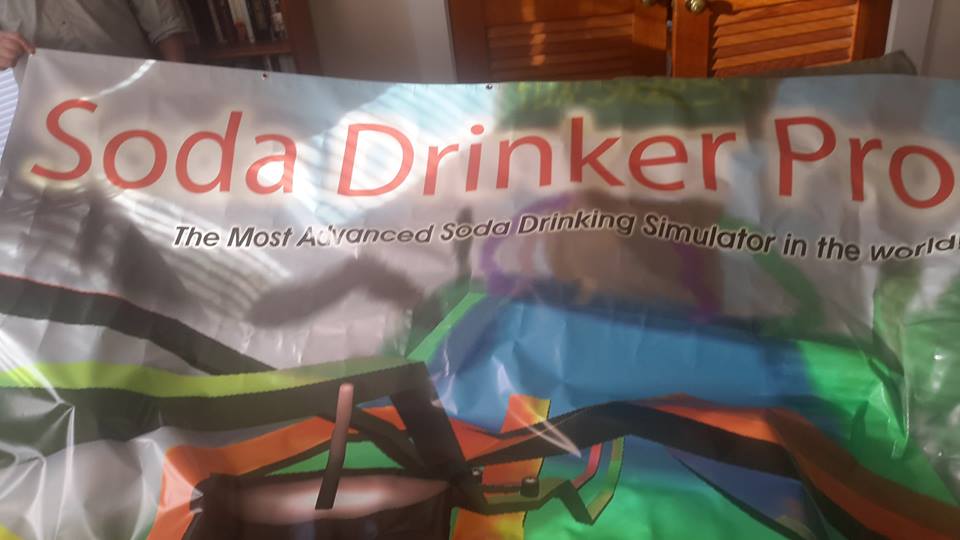 Soda Drinker Pro
The Most Advanced Soda Drinking Simulator in the world!